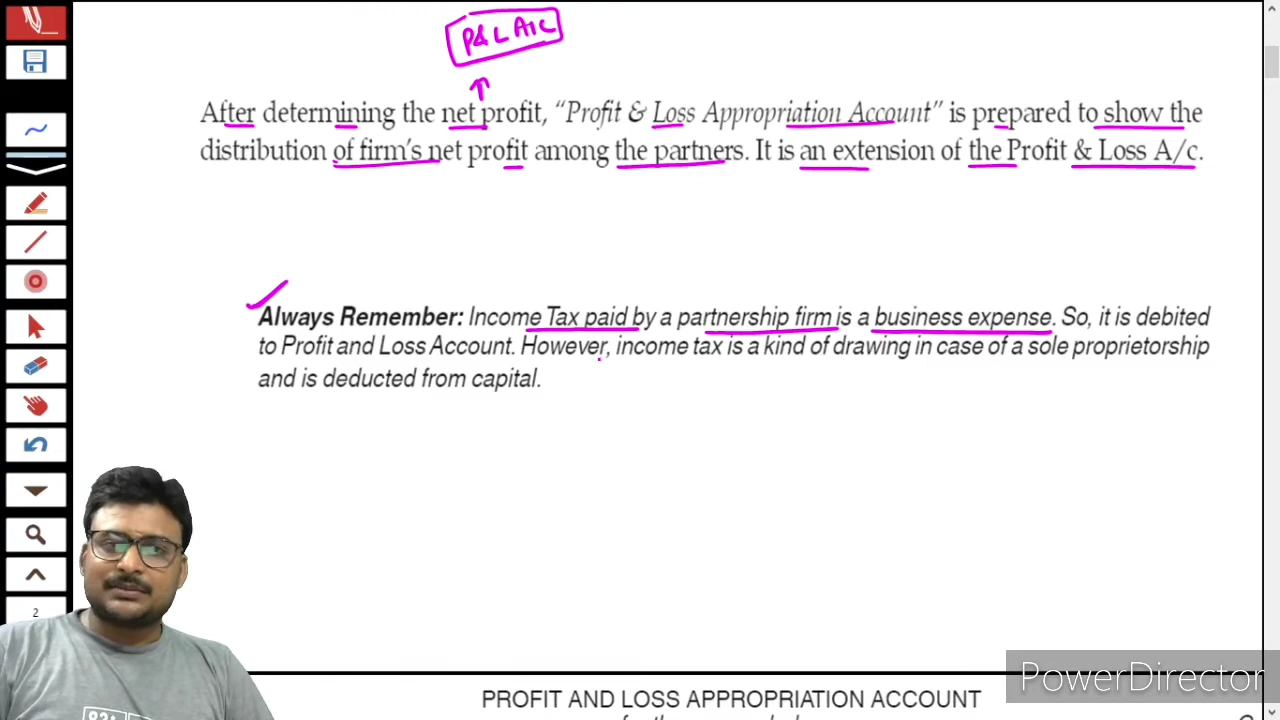 P&L A/C
After determining the net profit, “Profit & Loss Appropriation Account” is prepared to show the
distribution of firm’s net profit among the partners. It is an extension of the Profit & Loss A/c.
Always Remember: Income Tax paid by a partnership firm is a business expense. So, it is debited
to Profit and Loss Account. However, income tax is a kind of drawing in case of a sole proprietorship
and is deducted from capital.
2
PowerDirector
PROFIT AND LOSS APPROPRIATION ACCOUNT